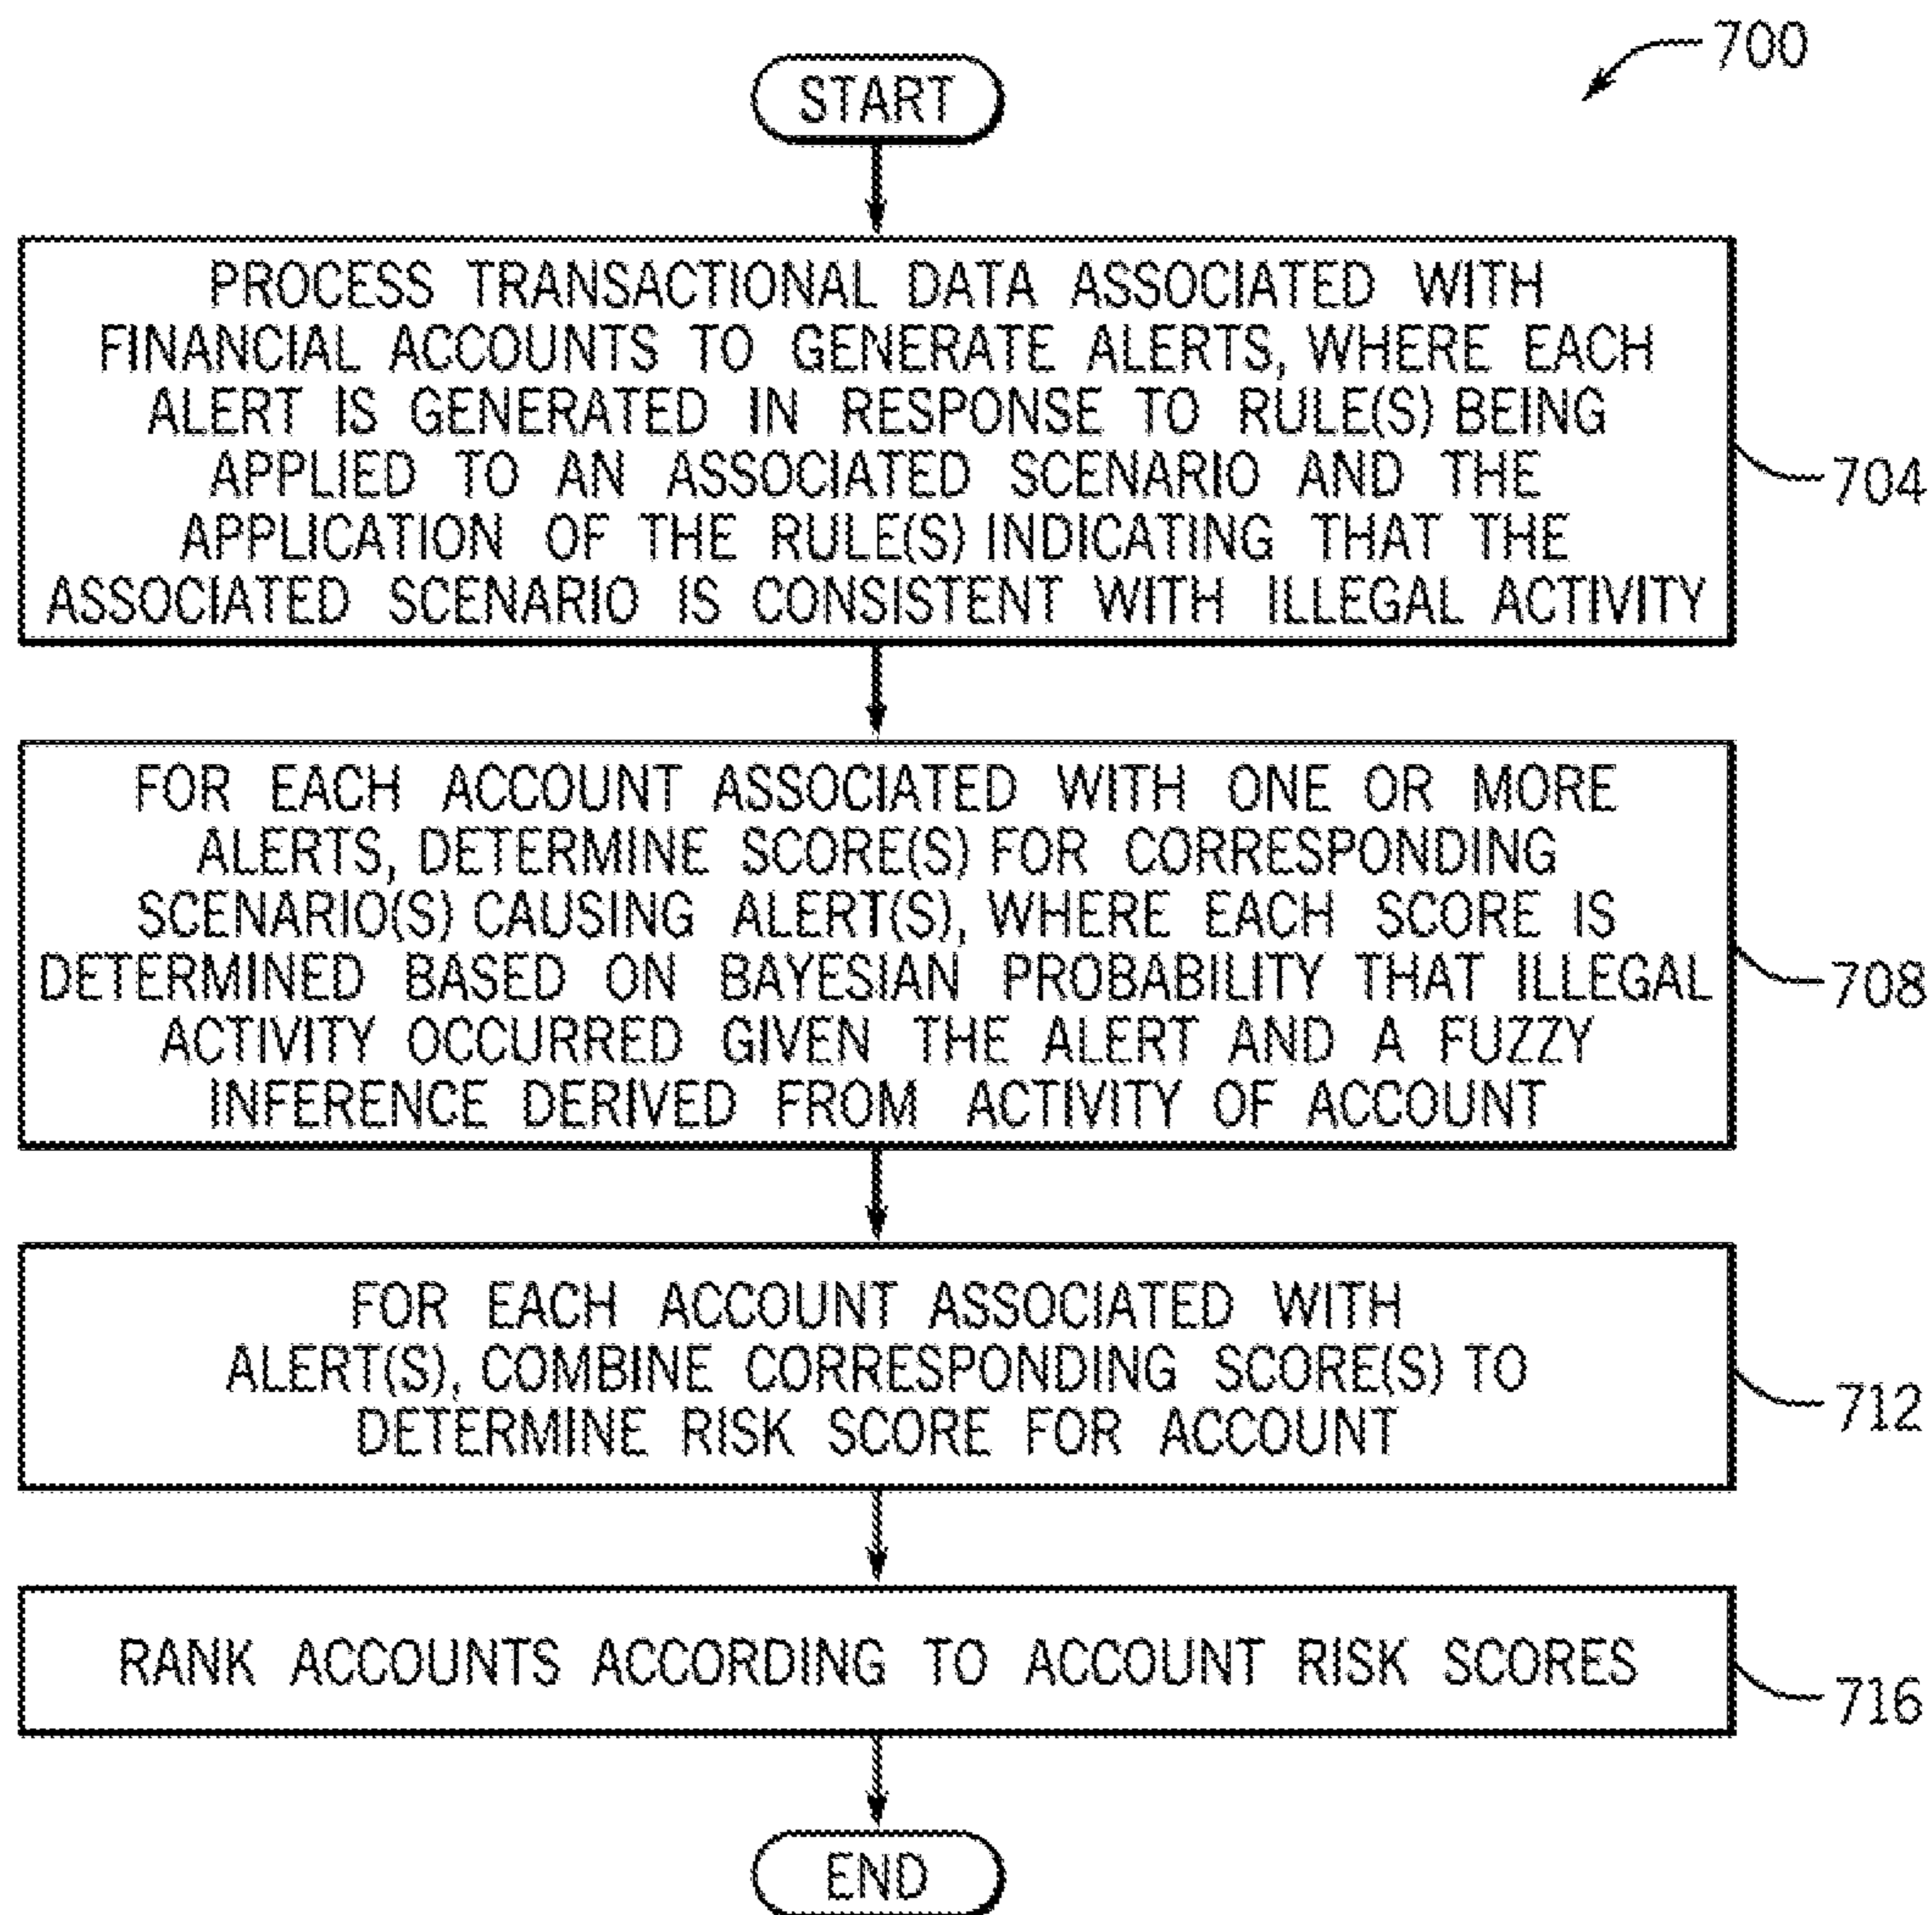 700
START
PROCESS TRANSACTIONAL DATA ASSOCIATED WITH
FINANCIAL ACCOUNTS TO GENERATE ALERTS, WHERE EACH
ALERT IS GENERATED IN RESPONSE TO RULE(S) BEING
APPLIED TO AN ASSOCIATED SCENARIO AND THE
APPLICATION OF THE RULE(S) INDICATING THAT THE
ASSOCIATED SCENARIO IS CONSISTENT WITH ILLEGAL ACTIVITY
704
FOR EACH ACCOUNT ASSOCIATED WITH ONE OR MORE
ALERTS, DETERMINE SCORE(S) FOR CORRESPONDING
SCENARIO(S) CAUSING ALERT(S), WHERE EACH SCORE IS
DETERMINED BASED ON BAYESIAN PROBABILITY THAT ILLEGAL
ACTIVITY OCCURRED GIVEN THE ALERT AND A FUZZY
INFERENCE DERIVED FROM ACTIVITY OF ACCOUNT
708
FOR EACH ACCOUNT ASSOCIATED WITH
ALERT(S), COMBINE CORRESPONDING SCORE(S) TO
DETERMINE RISK SCORE FOR ACCOUNT
712
RANK ACCOUNTS ACCORDING TO ACCOUNT RISK SCORES
716
END